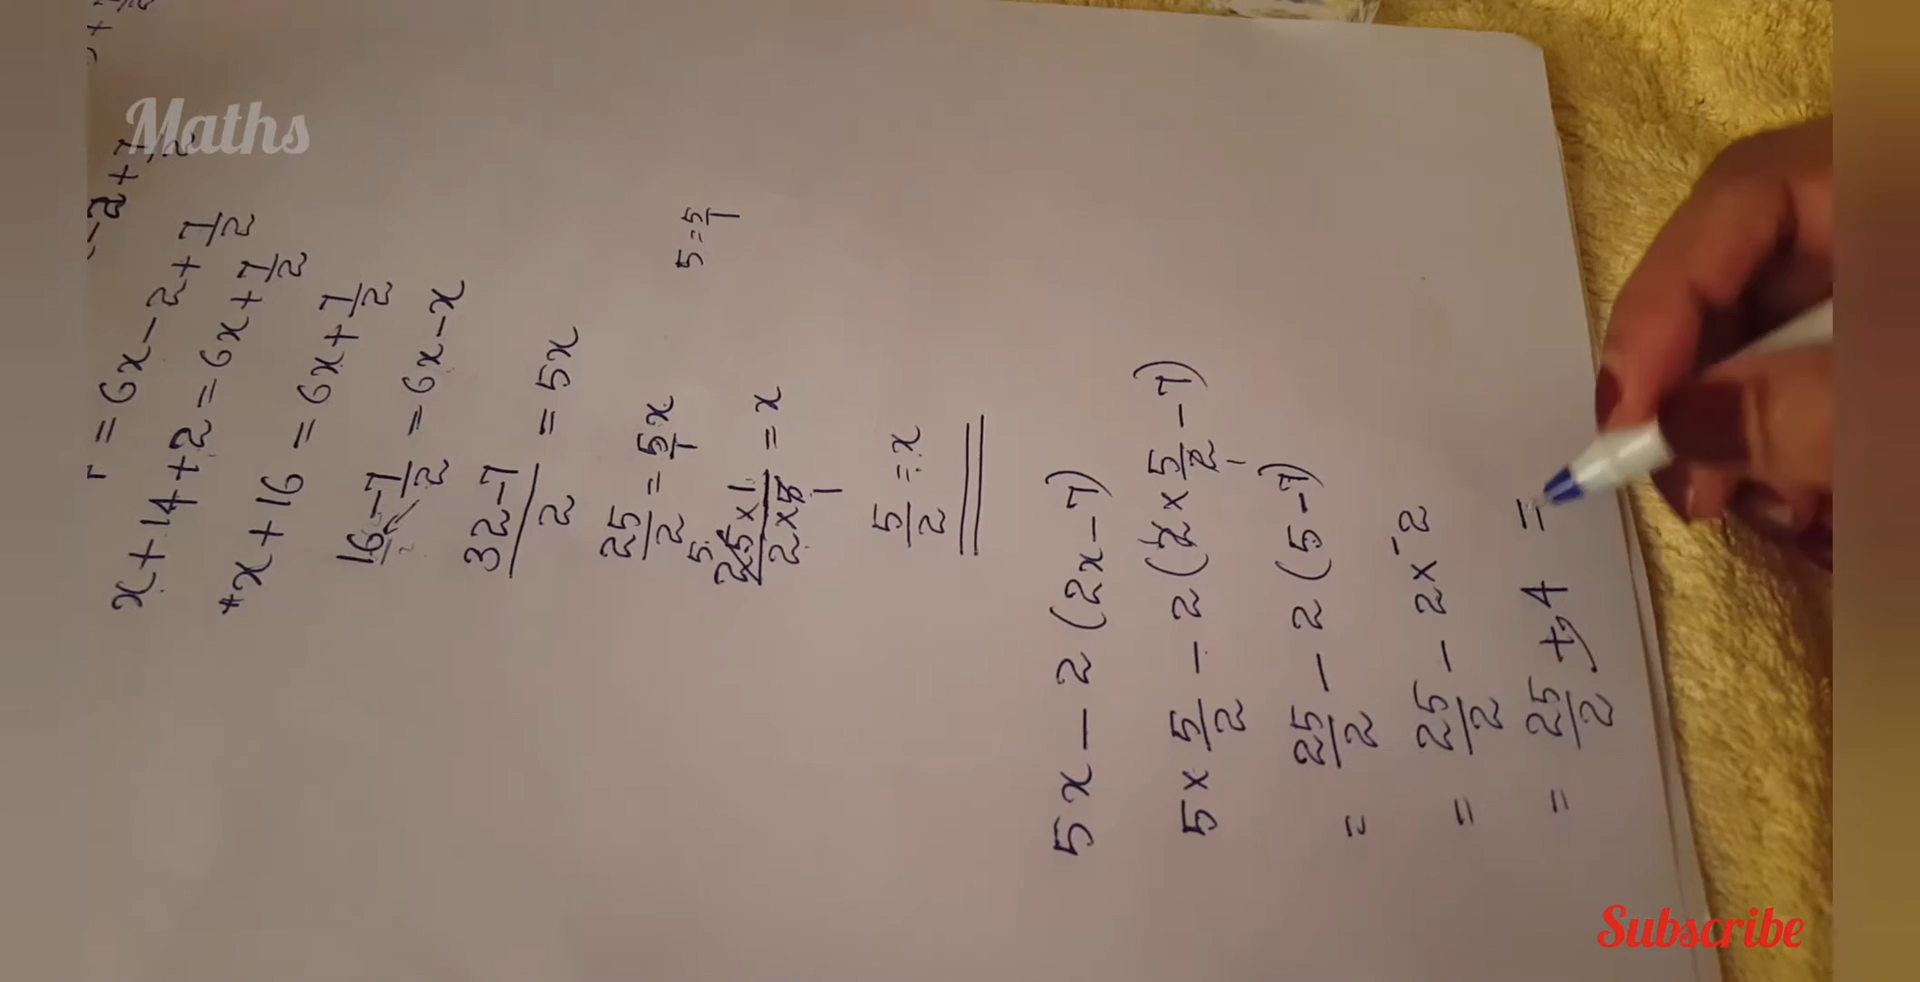 Maths
= 6x - 2 + 7/2
x + 14 + 2 = 6x + 7/2
*x + 16 = 6x + 7/2
16 - 7/2 = 6x - x
32 - 7/2 = 5x
25/2 = 5/1 x
5 = 5/1
25 x 1/2 x 5 = x
5 1
5/2 = x
5x - 2 (2x - 7)
5 x 5/2 - 2 (2 x 5/2 - 7)
= 25/2 - 2 (5 - 7)
= 25/2 - 2 x -2
= 25/2 + 4 =
Subscribe